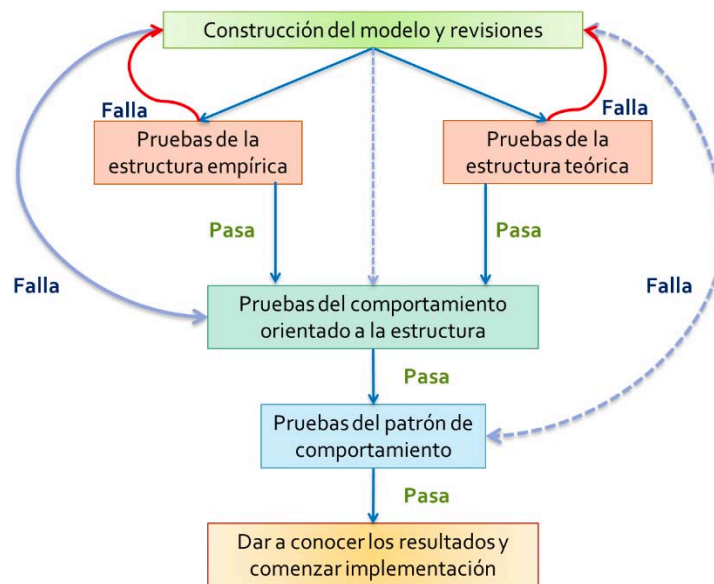 Construcción del modelo y revisiones
Falla
Falla
Pruebas de la
estructura empírica
Pruebas de la
estructura teórica
Pasa
Pasa
Falla
Falla
Pruebas del comportamiento
orientado a la estructura
Pasa
Pruebas del patrón de
comportamiento
Pasa
Dar a conocer los resultados y
comenzar implementación